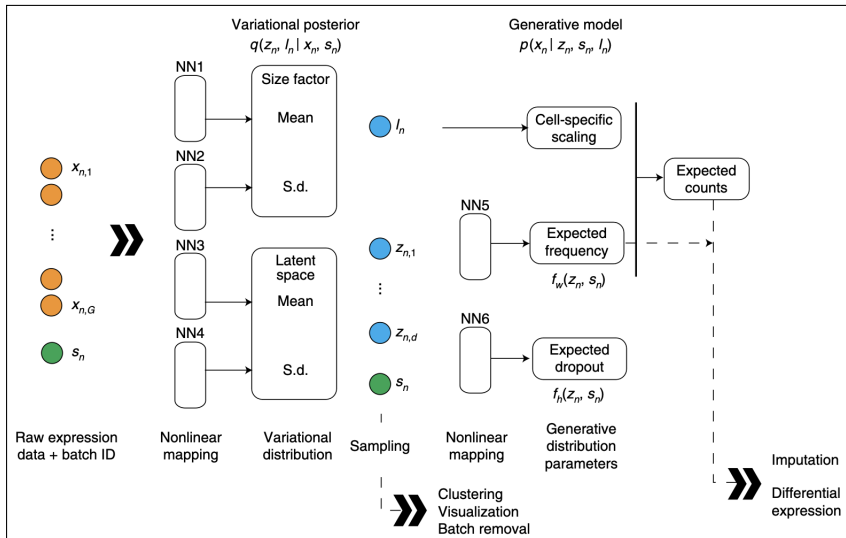 Variational posterior
q(zₙ, lₙ | xₙ, sₙ)
Generative model
p(xₙ | zₙ, sₙ, lₙ)
NN1
Size factor
Mean
NN2
S.d.
NN3
Latent
space
Mean
NN4
S.d.
xₙ,₁
⋮
xₙ,G
sₙ
lₙ
zₙ,₁
⋮
zₙ,d
sₙ
Cell-specific
scaling
Expected
counts
NN5
Expected
frequency
f_w(zₙ, sₙ)
NN6
Expected
dropout
f_h(zₙ, sₙ)
Raw expression
data + batch ID
Nonlinear
mapping
Variational
distribution
Sampling
Nonlinear
mapping
Generative
distribution
parameters
Clustering
Visualization
Batch removal
Imputation
Differential
expression